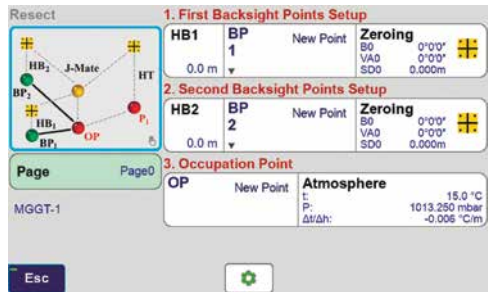 Resect
HB2 J-Mate HT
BP2
HB1 OP P1
BP1
Page Page0
MGGT-1
Esc
1. First Backsight Points Setup
HB1 BP New Point Zeroing
1 B0 0°0'0"
VA0 0°0'0"
0.0 m SD0 0.000m
2. Second Backsight Points Setup
HB2 BP New Point Zeroing
2 B0 0°0'0"
VA0 0°0'0"
0.0 m SD0 0.000m
3. Occupation Point
OP New Point Atmosphere
t: 15.0 °C
P: 1013.250 mbar
Δt/Δh: -0.006 °C/m